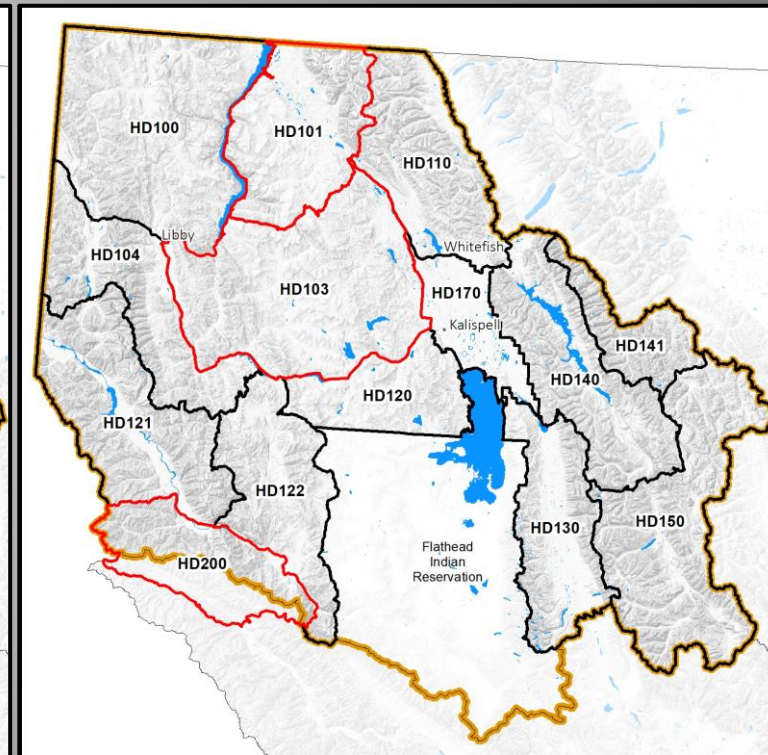 HD100
HD101
HD110
Libby
Whitefish
HD104
HD103
HD170
Kalispell
HD141
HD140
HD120
HD121
HD122
HD130
HD150
Flathead
Indian
Reservation
HD200